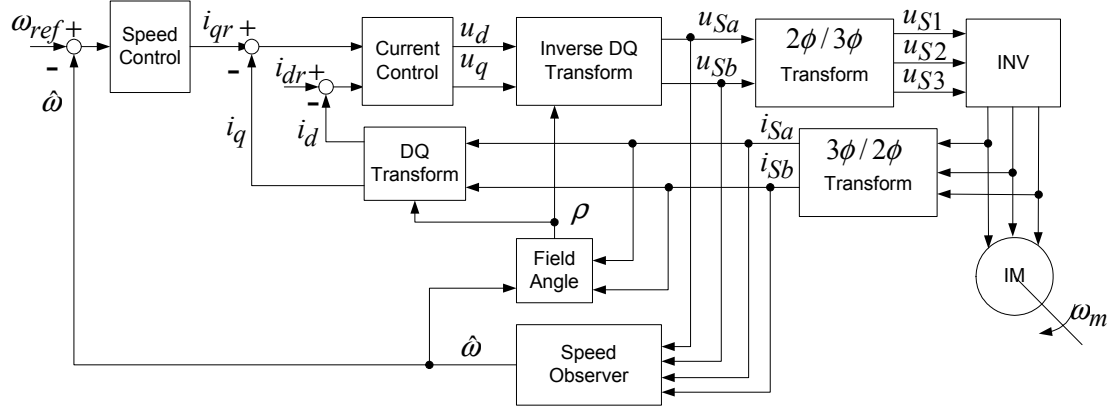 ω_ref +
-
ω̂
Speed
Control
i_qr +
-
i_q
i_dr +
-
i_d
Current
Control
u_d
u_q
Inverse DQ
Transform
u_Sa
u_Sb
2ϕ/3ϕ
Transform
u_S1
u_S2
u_S3
INV
DQ
Transform
i_Sa
i_Sb
3ϕ/2ϕ
Transform
ρ
Field
Angle
IM
ω_m
ω̂
Speed
Observer